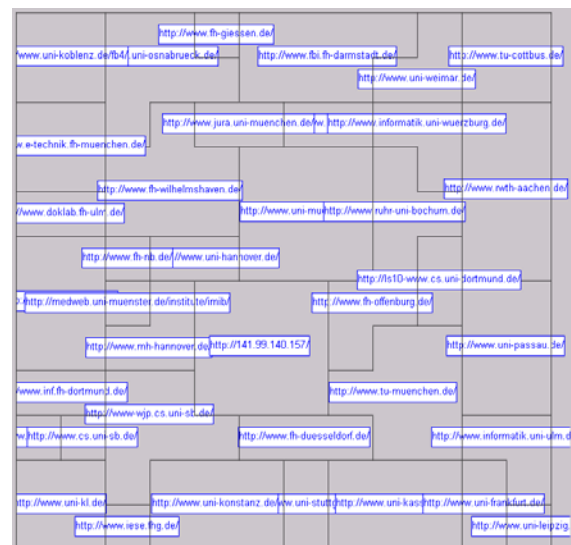 http://www.fh-giessen.de/
/www.uni-koblenz.de/fb4/
.uni-osnabrueck.de/
http://www.fbi.fh-darmstadt.de/
http://www.tu-cottbus.de/
http://www.uni-weimar.de/
http://www.jura.uni-muenchen.de/
w.
http://www.informatik.uni-wuerzburg.de/
w.e-technik.fh-muenchen.de/
http://www.fh-wilhelmshaven.de/
http://www.rwth-aachen.de/
://www.doklab.fh-ulm.de/
http://www.uni-mu
http://www.ruhr-uni-bochum.de/
http://www.fh-nb.de/
://www.uni-hannover.de/
http://ls10-www.cs.uni-dortmund.de/
http://medweb.uni-muenster.de/institute/imib/
http://www.fh-offenburg.de/
http://www.mh-hannover.de/
http://141.99.140.157/
http://www.uni-passau.de/
//www.inf.fh-dortmund.de/
http://www.tu-muenchen.de/
http://www-wjp.cs.uni-sb.de/
w.
http://www.cs.uni-sb.de/
http://www.fh-duesseldorf.de/
http://www.informatik.uni-ulm.d
http://www.uni-kl.de/
http://www.uni-konstanz.de/
w.uni-stuttg
http://www.uni-kass
http://www.uni-frankfurt.de/
http://www.iese.fhg.de/
http://www.uni-leipzig.